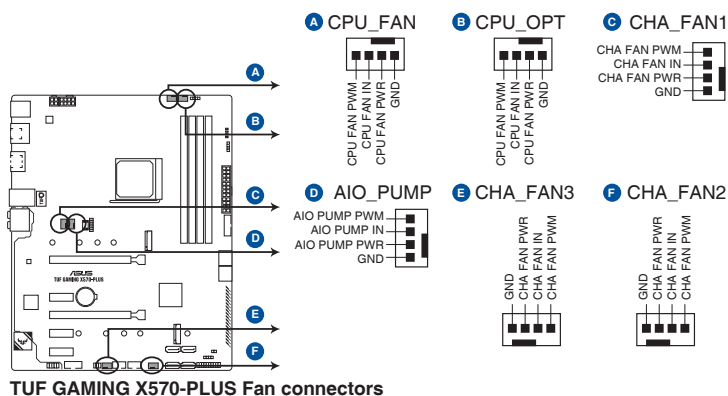 A CPU_FAN
CPU FAN PWM
CPU FAN IN
CPU FAN PWR
GND
B CPU_OPT
CPU FAN PWM
CPU FAN IN
CPU FAN PWR
GND
C CHA_FAN1
CHA FAN PWM
CHA FAN IN
CHA FAN PWR
GND
D AIO_PUMP
AIO PUMP PWM
AIO PUMP IN
AIO PUMP PWR
GND
E CHA_FAN3
GND
CHA FAN PWR
CHA FAN IN
CHA FAN PWM
F CHA_FAN2
GND
CHA FAN PWR
CHA FAN IN
CHA FAN PWM
A
B
C
D
E
F
ASUS
TUF GAMING X570-PLUS
TUF GAMING X570-PLUS Fan connectors